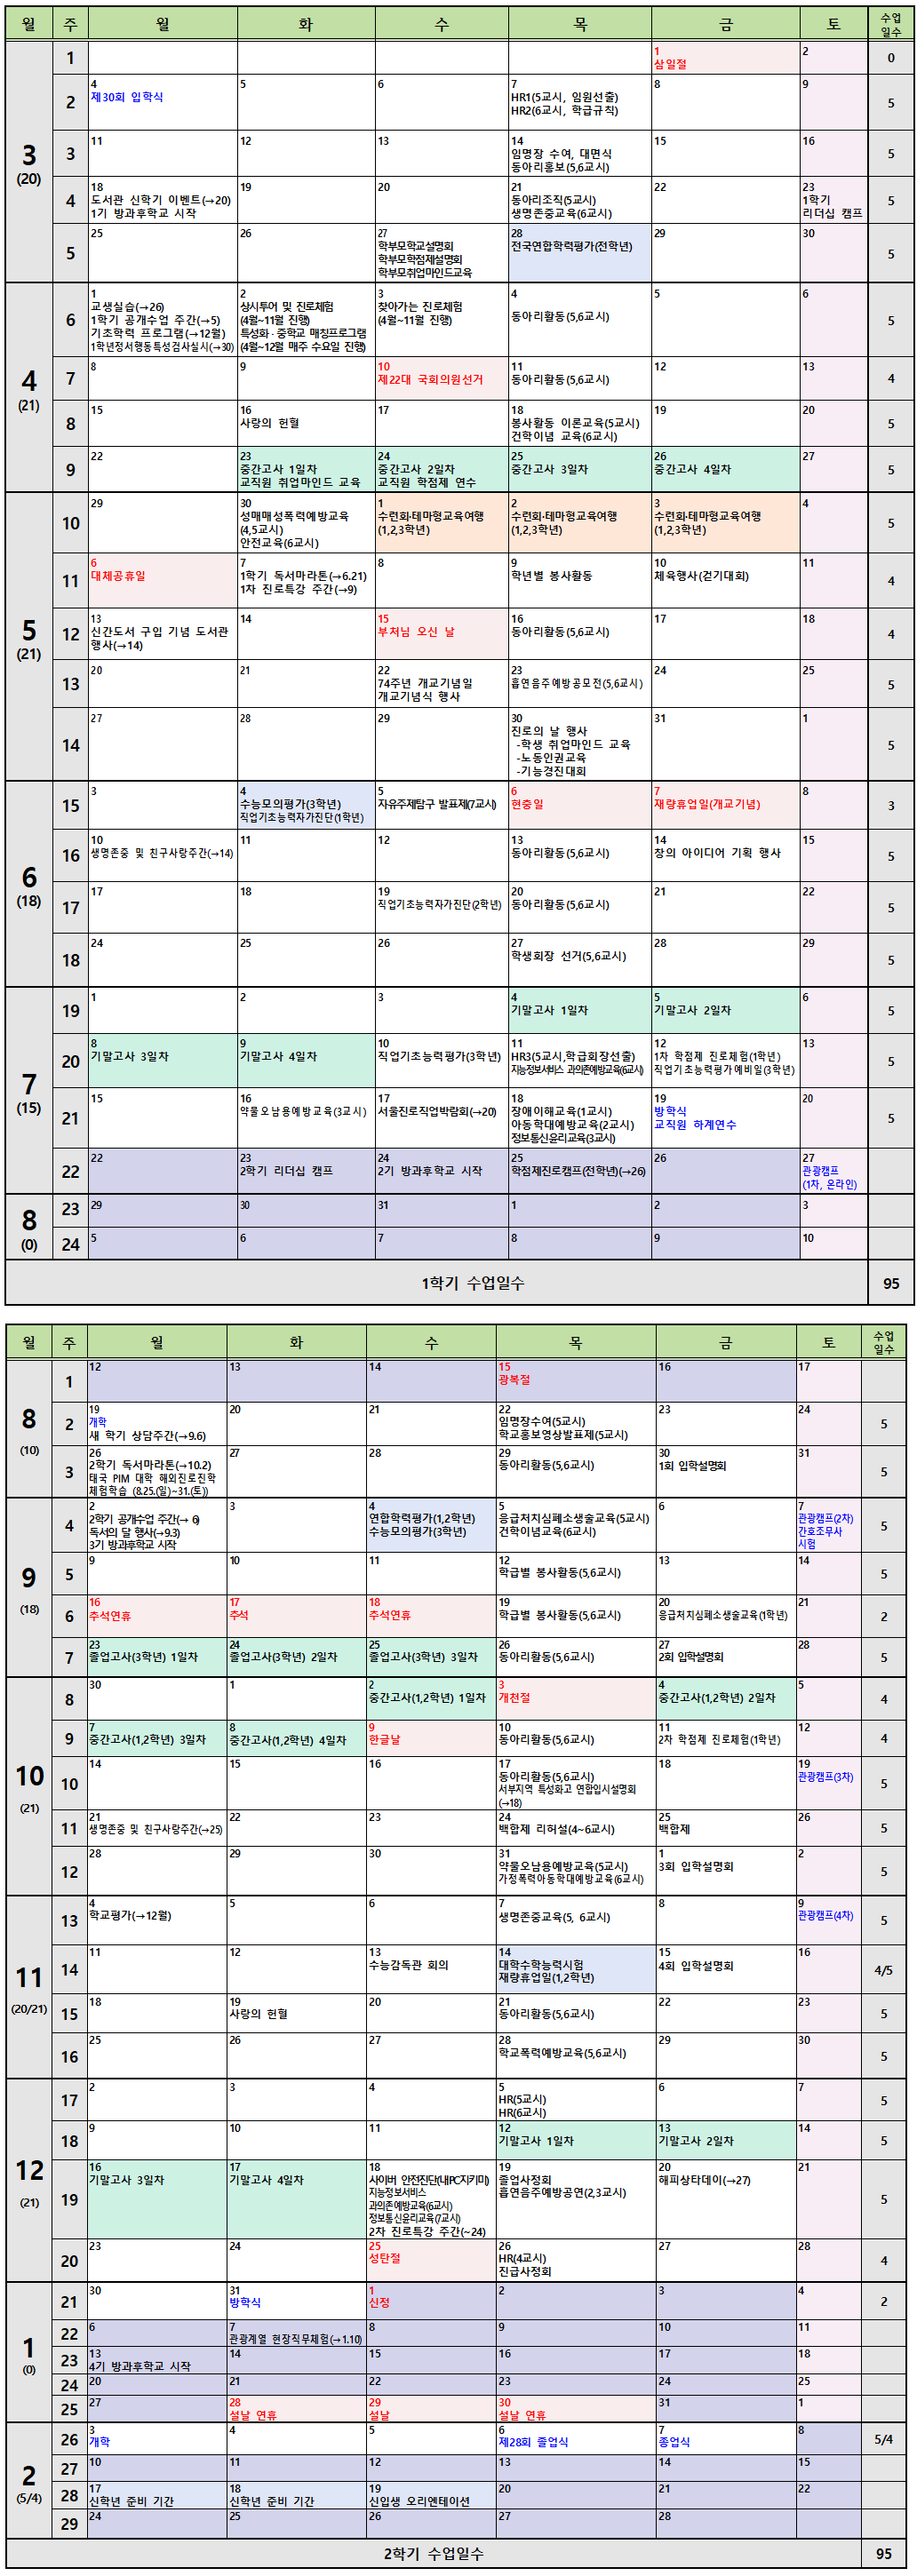 월 주 월 화 수 목 금 토 수업
일수
3
(20)
1
1
삼일절
2
0
2
4
제30회 입학식
5
6
7
HR1(5교시, 임원선출)
HR2(6교시, 학급규칙)
8
9
5
3
11
12
13
14
임명장 수여, 대면식
동아리홍보(5,6교시)
15
16
5
4
18
도서관 신학기 이벤트(→20)
1기 방과후학교 시작
19
20
21
동아리조직(5교시)
생명존중교육(6교시)
22
23
1학기
리더십 캠프
5
5
25
26
27
학부모학교설명회
학부모학점제설명회
학부모취업마인드교육
28
전국연합학력평가(전학년)
29
30
5
4
(21)
6
1
교생실습(→26)
1학기 공개수업 주간(→5)
기초학력 프로그램(→12월)
1학년정서행동특성검사실시(→30)
2
상시투어 및 진로체험
(4월~11월 진행)
특성화·중학교 매칭프로그램
(4월~12월 매주 수요일 진행)
3
찾아가는 진로체험
(4월~11월 진행)
4
동아리활동(5,6교시)
5
6
5
7
8
9
10
제22대 국회의원선거
11
동아리활동(5,6교시)
12
13
4
8
15
16
사랑의 헌혈
17
18
봉사활동 이론교육(5교시)
건학이념 교육(6교시)
19
20
5
9
22
23
중간고사 1일차
교직원 취업마인드 교육
24
중간고사 2일차
교직원 학점제 연수
25
중간고사 3일차
26
중간고사 4일차
27
5
5
(21)
10
29
30
성매매성폭력예방교육
(4,5교시)
안전교육(6교시)
1
수련회·테마형교육여행
(1,2,3학년)
2
수련회·테마형교육여행
(1,2,3학년)
3
수련회·테마형교육여행
(1,2,3학년)
4
5
11
6
대체공휴일
7
1학기 독서마라톤(→6.21)
1차 진로특강 주간(→9)
8
9
학년별 봉사활동
10
체육행사(걷기대회)
11
4
12
13
신간도서 구입 기념 도서관
행사(→14)
14
15
부처님 오신 날
16
동아리활동(5,6교시)
17
18
4
13
20
21
22
74주년 개교기념일
개교기념식 행사
23
흡연음주예방공모전(5,6교시)
24
25
5
14
27
28
29
30
진로의 날 행사
-학생 취업마인드 교육
-노동인권교육
-기능경진대회
31
1
5
6
(18)
15
3
4
수능모의평가(3학년)
직업기초능력자가진단(1학년)
5
자유주제탐구 발표제(7교시)
6
현충일
7
재량휴업일(개교기념)
8
3
16
10
생명존중 및 친구사랑주간(→14)
11
12
13
동아리활동(5,6교시)
14
창의 아이디어 기획 행사
15
5
17
17
18
19
직업기초능력자가진단(2학년)
20
동아리활동(5,6교시)
21
22
5
18
24
25
26
27
학생회장 선거(5,6교시)
28
29
5
7
(15)
19
1
2
3
4
기말고사 1일차
5
기말고사 2일차
6
5
20
8
기말고사 3일차
9
기말고사 4일차
10
직업기초능력평가(3학년)
11
HR3(5교시,학급회장선출)
지능정보서비스 과의존예방교육(6교시)
12
1차 학점제 진로체험(1학년)
직업기초능력평가예비일(3학년)
13
5
21
15
16
약물오남용예방교육(3교시)
17
서울진로직업박람회(→20)
18
장애이해교육(1교시)
아동학대예방교육(2교시)
정보통신윤리교육(3교시)
19
방학식
교직원 하계연수
20
5
22
22
23
2학기 리더십 캠프
24
2기 방과후학교 시작
25
학점제진로캠프(전학년)(→26)
26
27
관광캠프
(1차, 온라인)
8
(0)
23
29
30
31
1
2
3
24
5
6
7
8
9
10
1학기 수업일수 95
월 주 월 화 수 목 금 토 수업
일수
8
(10)
1
12
13
14
15
광복절
16
17
2
19
개학
새 학기 상담주간(→9.6)
20
21
22
임명장수여(5교시)
학교홍보영상발표제(5교시)
23
24
5
3
26
2학기 독서마라톤(→10.2)
태국 PIM 대학 해외진로진학
체험학습 (8.25.(일)~31.(토))
27
28
29
동아리활동(5,6교시)
30
1회 입학설명회
31
5
9
(18)
4
2
2학기 공개수업 주간(→ 6)
독서의 달 행사(→9.3)
3기 방과후학교 시작
3
4
연합학력평가(1,2학년)
수능모의평가(3학년)
5
응급처치심폐소생술교육(5교시)
건학이념교육(6교시)
6
7
관광캠프(2차)
간호조무사
시험
5
5
9
10
11
12
학급별 봉사활동(5,6교시)
13
14
5
6
16
추석연휴
17
추석
18
추석연휴
19
학급별 봉사활동(5,6교시)
20
응급처치심폐소생술교육(1학년)
21
2
7
23
졸업고사(3학년) 1일차
24
졸업고사(3학년) 2일차
25
졸업고사(3학년) 3일차
26
동아리활동(5,6교시)
27
2회 입학설명회
28
5
10
(21)
8
30
1
2
중간고사(1,2학년) 1일차
3
개천절
4
중간고사(1,2학년) 2일차
5
4
9
7
중간고사(1,2학년) 3일차
8
중간고사(1,2학년) 4일차
9
한글날
10
동아리활동(5,6교시)
11
2차 학점제 진로체험(1학년)
12
4
10
14
15
16
17
동아리활동(5,6교시)
서부지역 특성화고 연합입시설명회
(→18)
18
19
관광캠프(3차)
5
11
21
생명존중 및 친구사랑주간(→25)
22
23
24
백합제 리허설(4~6교시)
25
백합제
26
5
12
28
29
30
31
약물오남용예방교육(5교시)
가정폭력아동학대예방교육(6교시)
1
3회 입학설명회
2
5
11
(20/21)
13
4
학교평가(→12월)
5
6
7
생명존중교육(5, 6교시)
8
9
관광캠프(4차)
5
14
11
12
13
수능감독관 회의
14
대학수학능력시험
재량휴업일(1,2학년)
15
4회 입학설명회
16
4/5
15
18
19
사랑의 헌혈
20
21
동아리활동(5,6교시)
22
23
5
16
25
26
27
28
학교폭력예방교육(5,6교시)
29
30
5
12
(21)
17
2
3
4
5
HR(5교시)
HR(6교시)
6
7
5
18
9
10
11
12
기말고사 1일차
13
기말고사 2일차
14
5
19
16
기말고사 3일차
17
기말고사 4일차
18
사이버 안전진단(내PC지키미)
지능정보서비스
과의존예방교육(6교시)
정보통신윤리교육(7교시)
2차 진로특강 주간(~24)
19
졸업사정회
흡연음주예방공연(2,3교시)
20
해피상타데이(→27)
21
5
20
23
24
25
성탄절
26
HR(4교시)
진급사정회
27
28
4
1
(0)
21
30
31
방학식
1
신정
2
3
4
2
22
6
7
관광계열 현장직무체험(→1.10)
8
9
10
11
23
13
4기 방과후학교 시작
14
15
16
17
18
24
20
21
22
23
24
25
25
27
28
설날 연휴
29
설날
30
설날 연휴
31
1
2
(5/4)
26
3
개학
4
5
6
제28회 졸업식
7
종업식
8
5/4
27
10
11
12
13
14
15
28
17
신학년 준비 기간
18
신학년 준비 기간
19
신입생 오리엔테이션
20
21
22
29
24
25
26
27
28
2학기 수업일수 95